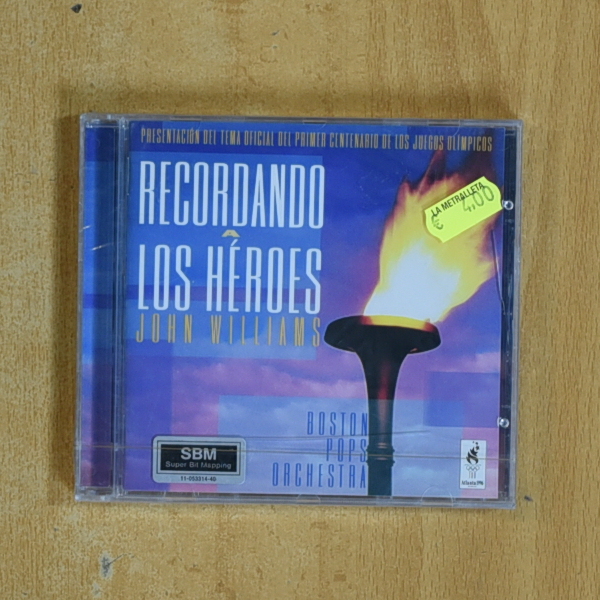 PRESENTACIÓN DEL TEMA OFICIAL DEL PRIMER CENTENARIO DE LOS JUEGOS OLÍMPICOS
RECORDANDO
A
LOS HÉROES
JOHN WILLIAMS
LA METRALLETA
€ 4,00
BOSTON
POPS
ORCHESTRA
SBM
Super Bit Mapping
Atlanta 1996